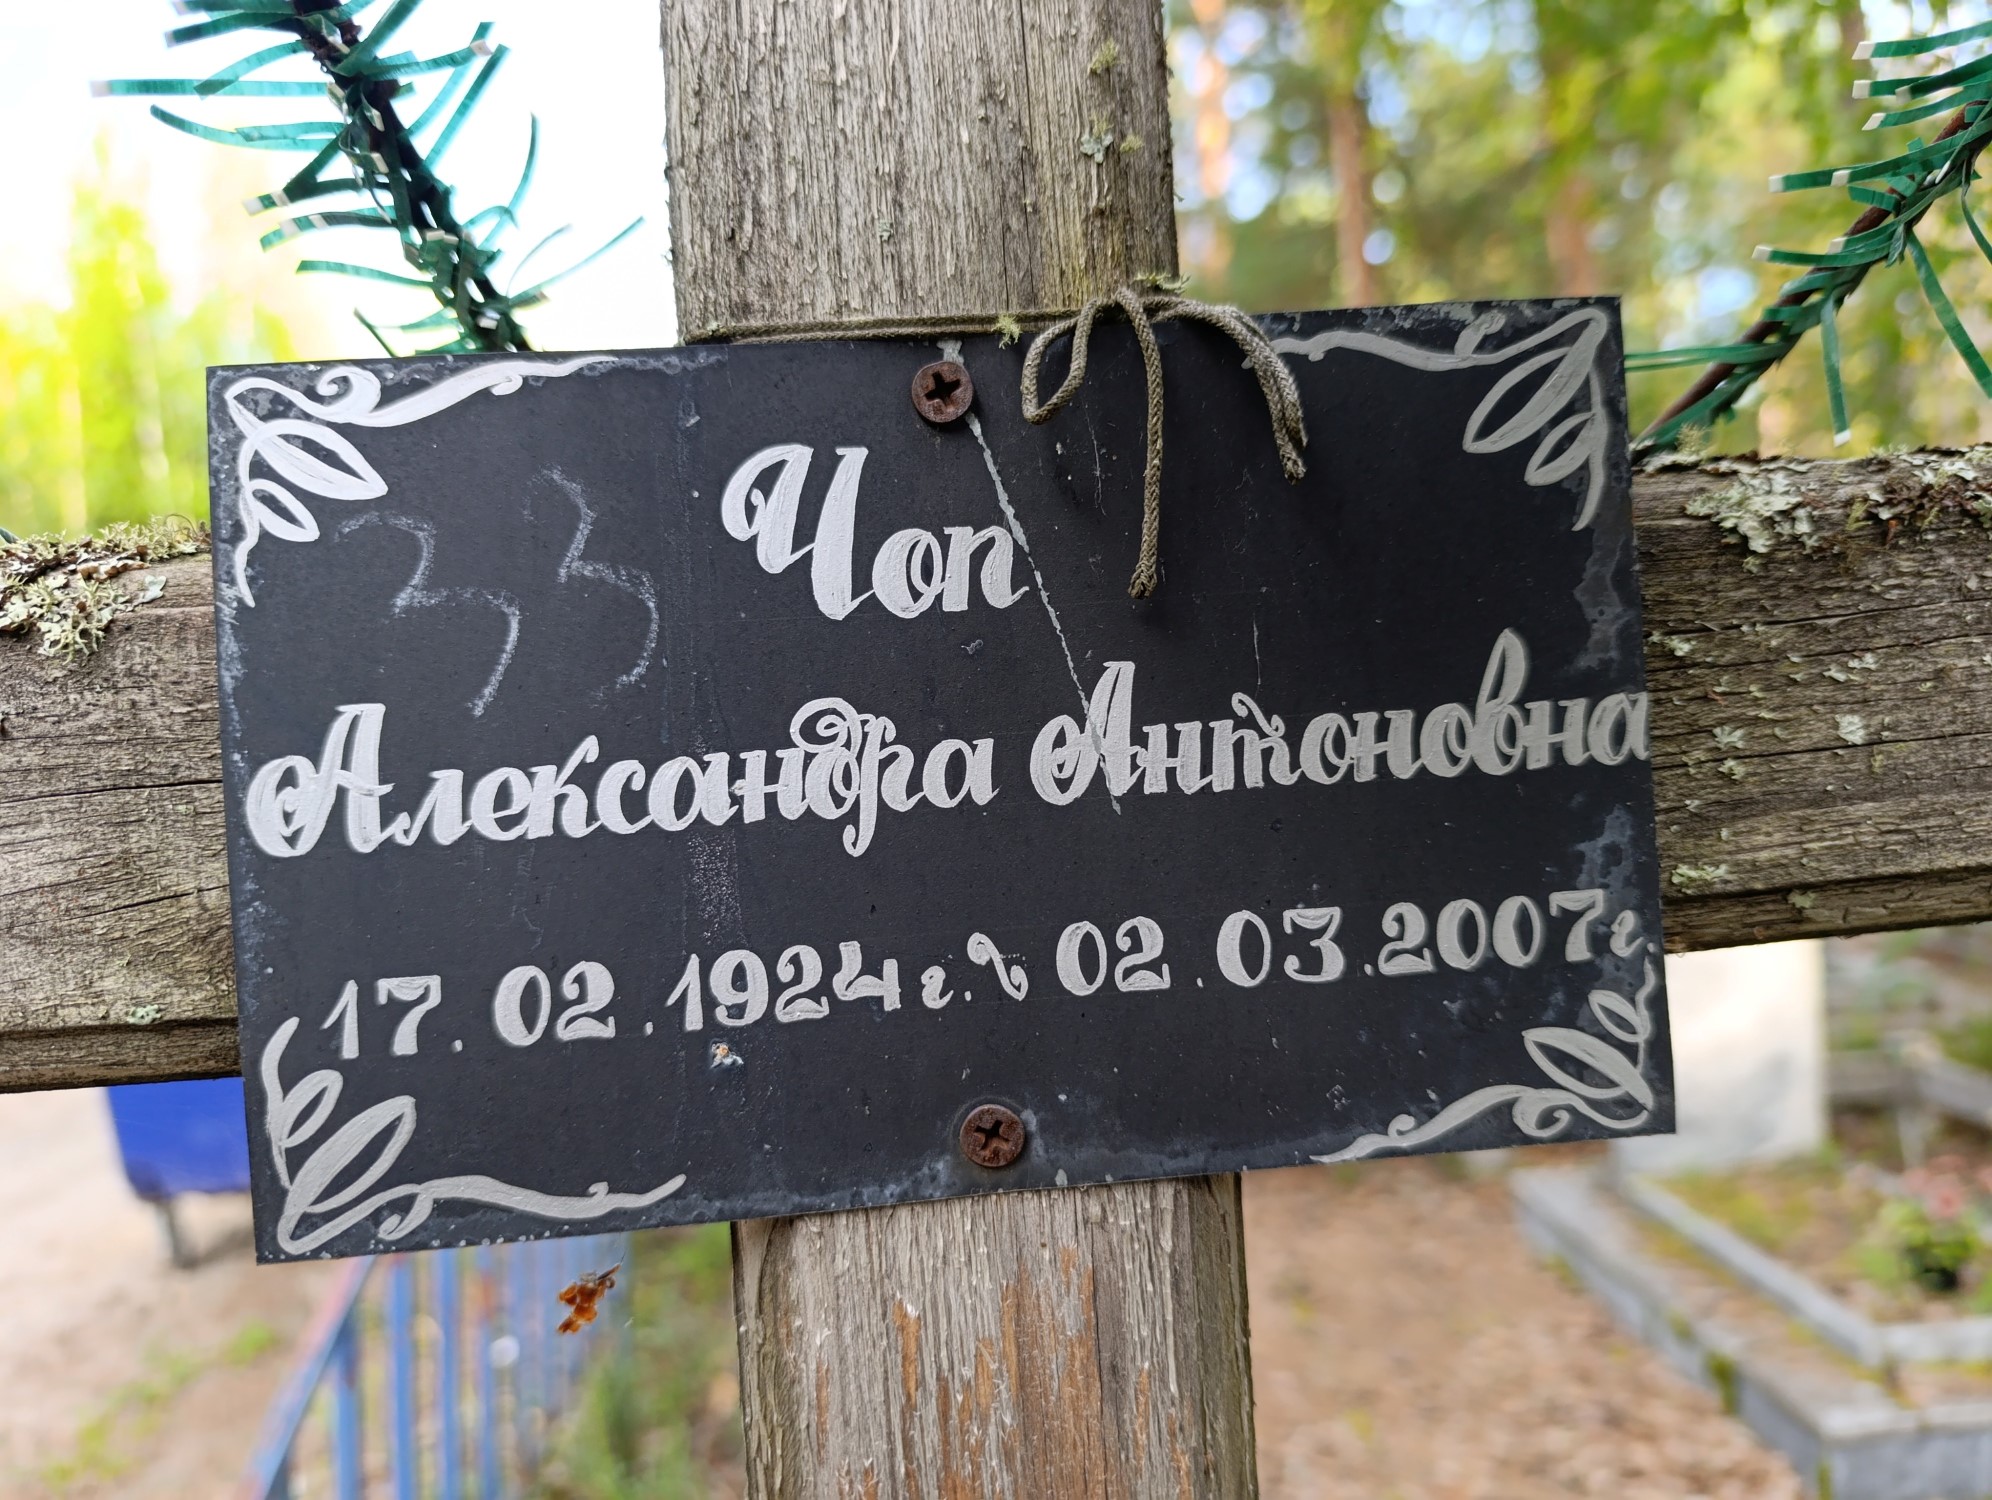 33
Чоп
Александра Антоновна
17.02.1924г. 02.03.2007г.